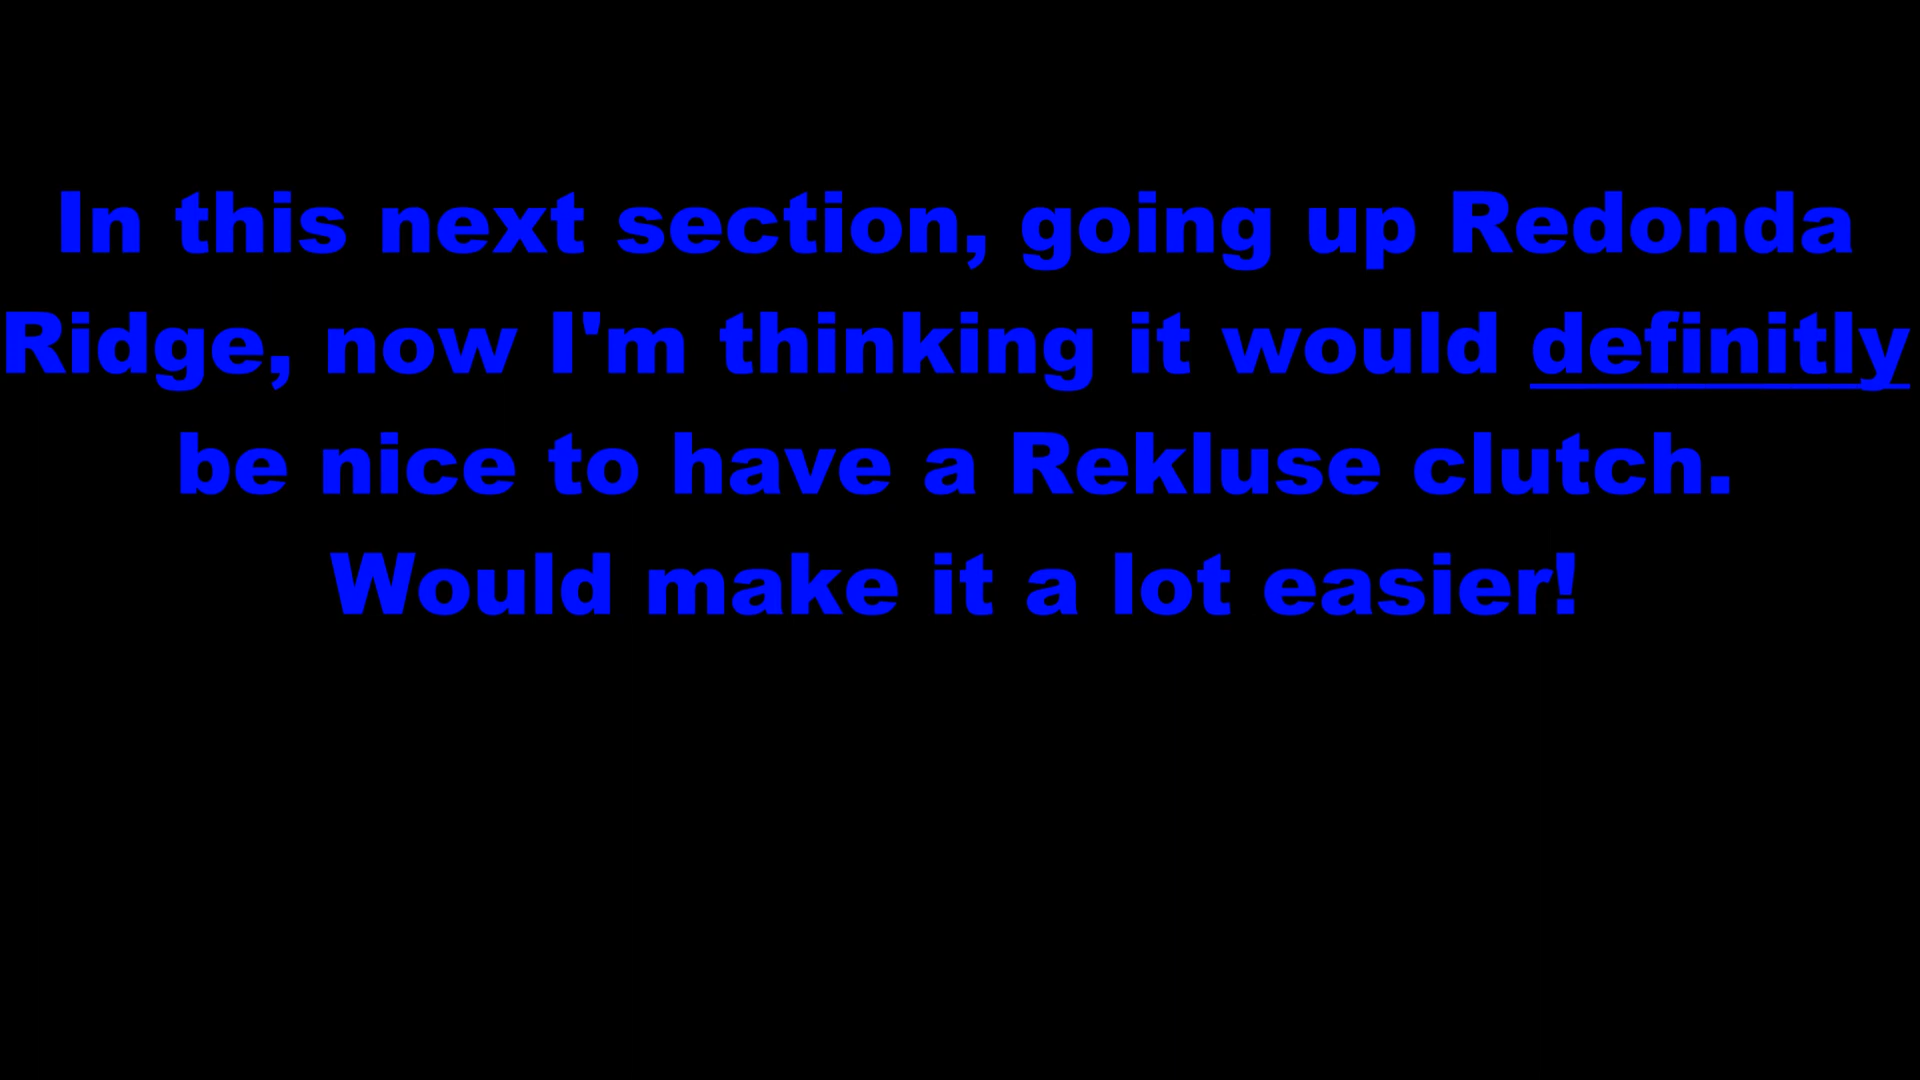 In this next section, going up Redonda
Ridge, now I'm thinking it would definitly
be nice to have a Rekluse clutch.
Would make it a lot easier!